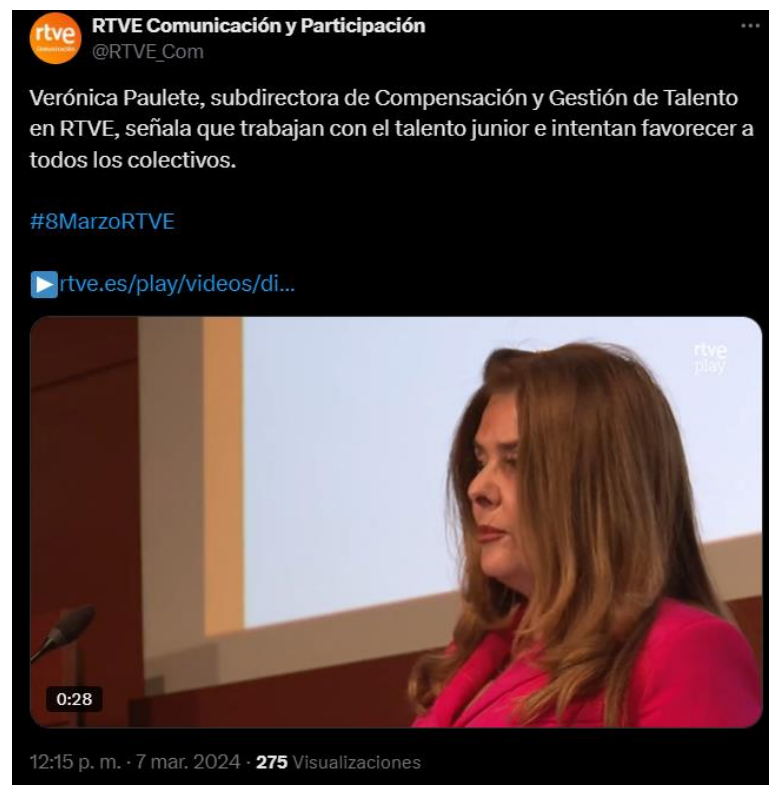 rtve
comunicación
RTVE Comunicación y Participación
@RTVE_Com
Verónica Paulete, subdirectora de Compensación y Gestión de Talento
en RTVE, señala que trabajan con el talento junior e intentan favorecer a
todos los colectivos.
#8MarzoRTVE
rtve.es/play/videos/di...
rtve
play
0:28
12:15 p. m. · 7 mar. 2024 · 275 Visualizaciones